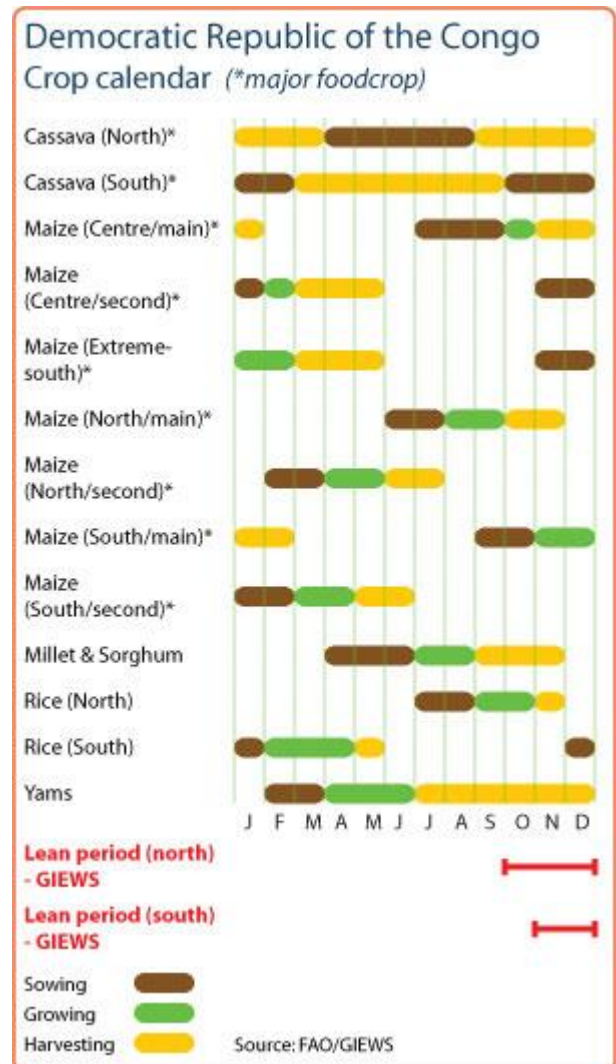 Democratic Republic of the Congo
Crop calendar (*major foodcrop)
Cassava (North)*
Cassava (South)*
Maize (Centre/main)*
Maize
(Centre/second)*
Maize (Extreme-
south)*
Maize (North/main)*
Maize
(North/second)*
Maize (South/main)*
Maize
(South/second)*
Millet & Sorghum
Rice (North)
Rice (South)
Yams
J F M A M J J A S O N D
Lean period (north)
- GIEWS
Lean period (south)
- GIEWS
Sowing
Growing
Harvesting Source: FAO/GIEWS